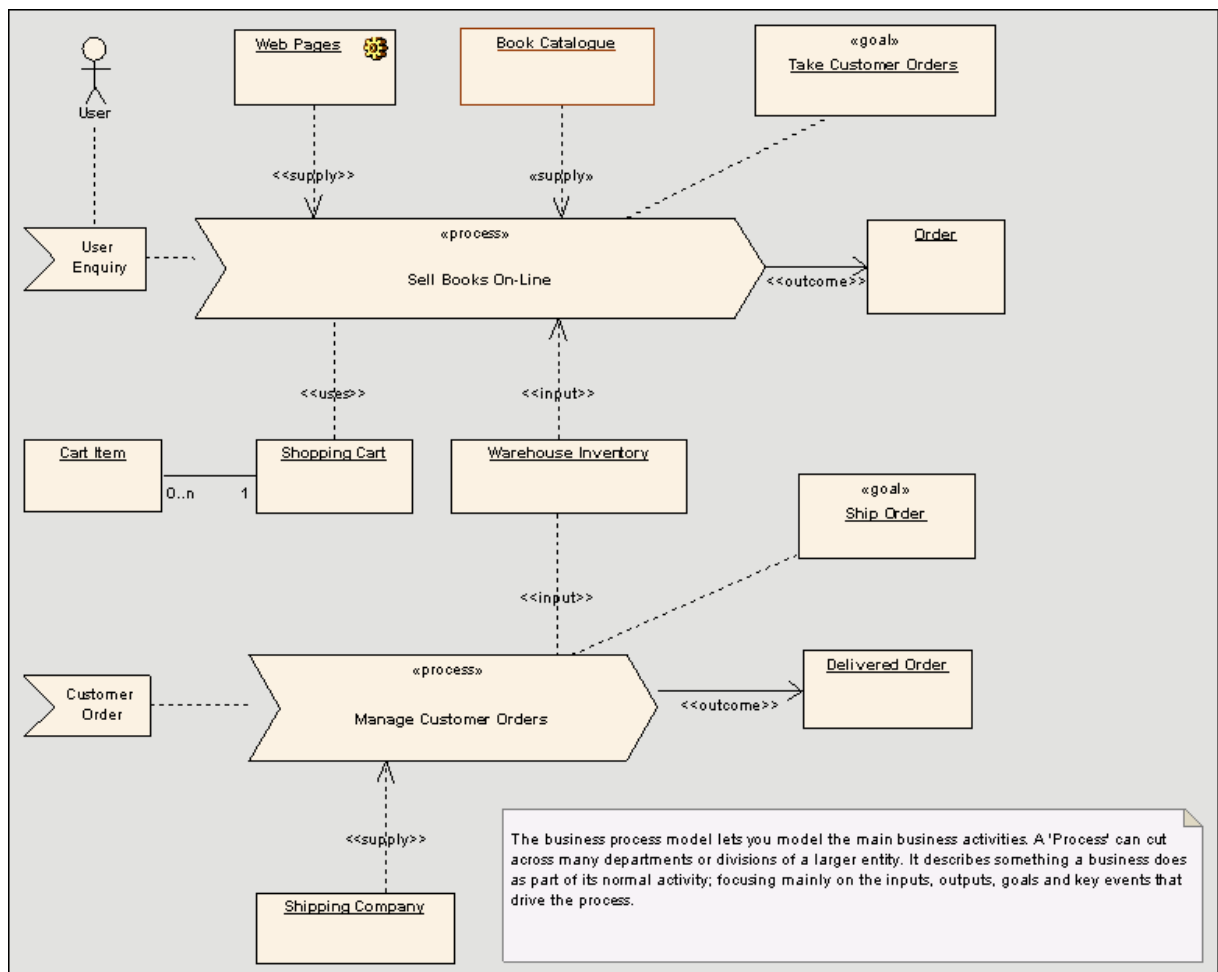 Web Pages
Book Catalogue
«goal»
Take Customer Orders
User
<<supply>>
«supply»
User
Enquiry
«process»
Sell Books On-Line
<<outcome>>
Order
<<uses>>
<<input>>
Cart Item
0..n
1
Shopping Cart
Warehouse Inventory
«goal»
Ship Order
<<input>>
Customer
Order
«process»
Manage Customer Orders
<<outcome>>
Delivered Order
<<supply>>
Shipping Company
The business process model lets you model the main business activities. A 'Process' can cut
across many departments or divisions of a larger entity. It describes something a business does
as part of its normal activity; focusing mainly on the inputs, outputs, goals and key events that
drive the process.